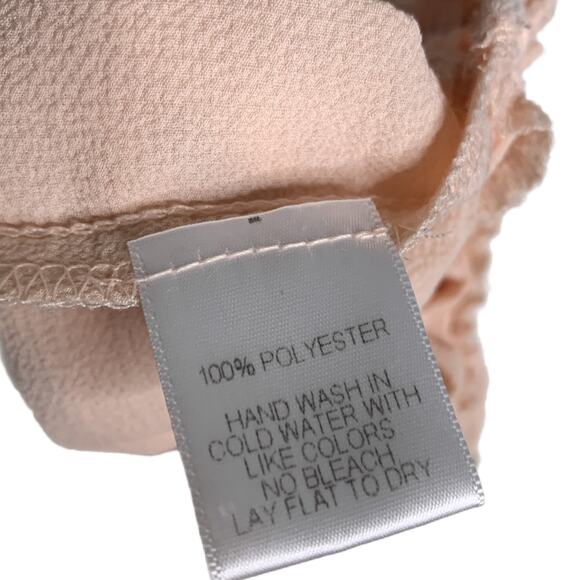 100% POLYESTER
HAND WASH IN
COLD WATER WITH
LIKE COLORS
NO BLEACH
LAY FLAT TO DRY